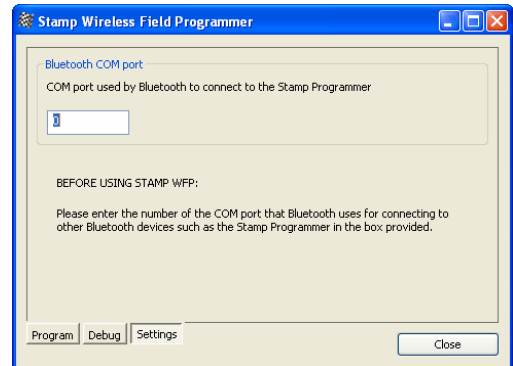 Stamp Wireless Field Programmer
Bluetooth COM port
COM port used by Bluetooth to connect to the Stamp Programmer
0
BEFORE USING STAMP WFP:
Please enter the number of the COM port that Bluetooth uses for connecting to
other Bluetooth devices such as the Stamp Programmer in the box provided.
Program Debug Settings
Close